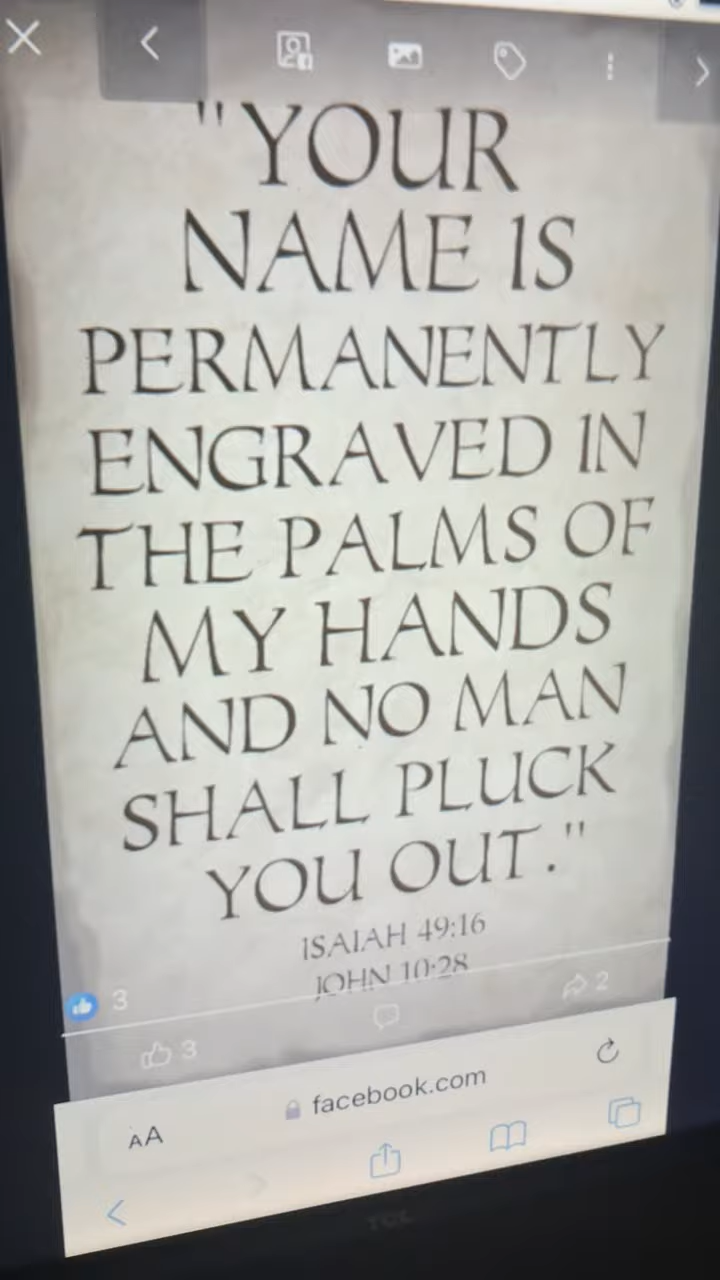 "YOUR
NAME IS
PERMANENTLY
ENGRAVED IN
THE PALMS OF
MY HANDS
AND NO MAN
SHALL PLUCK
YOU OUT."
ISAIAH 49:16
JOHN 10:28
3
2
3
AA facebook.com
TCL